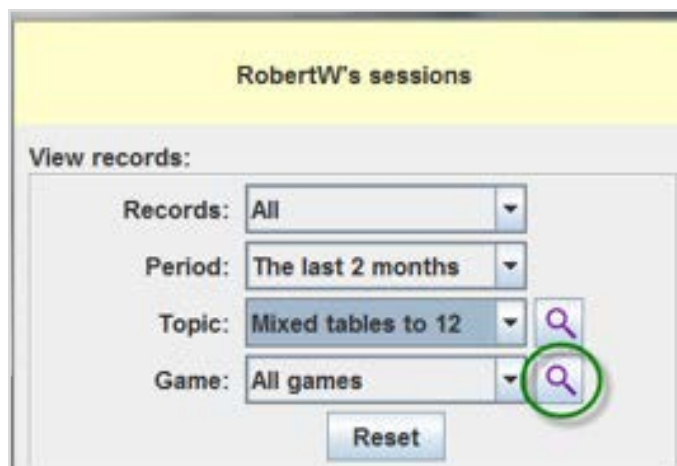 RobertW's sessions
View records:
Records: All
Period: The last 2 months
Topic: Mixed tables to 12
Game: All games
Reset